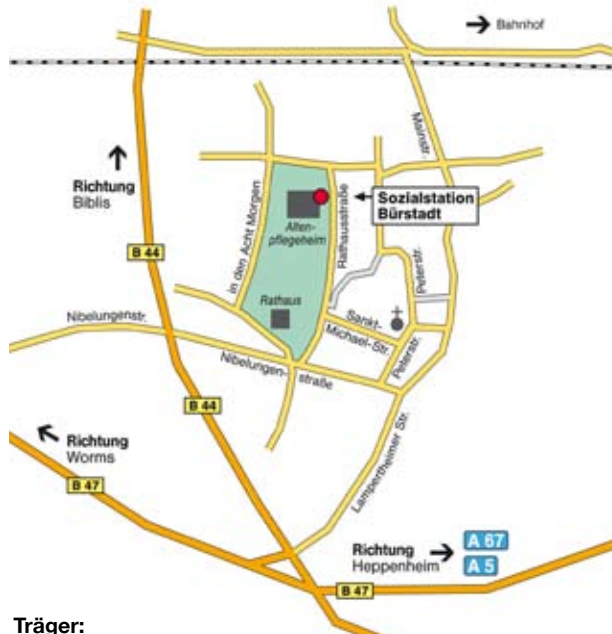 Bahnhof
Mainstr.
Richtung
Biblis
B 44
in den Acht Morgen
Rathausstraße
Sozialstation
Bürstadt
Alten-
pflegeheim
Rathaus
Peterstr.
Sankt-
Michael-Str.
Peterstr.
Nibelungenstr.
Nibelungen-
straße
B 44
Richtung
Worms
B 47
Lampertheimer Str.
Richtung
Heppenheim
A 67
A 5
B 47
Träger: